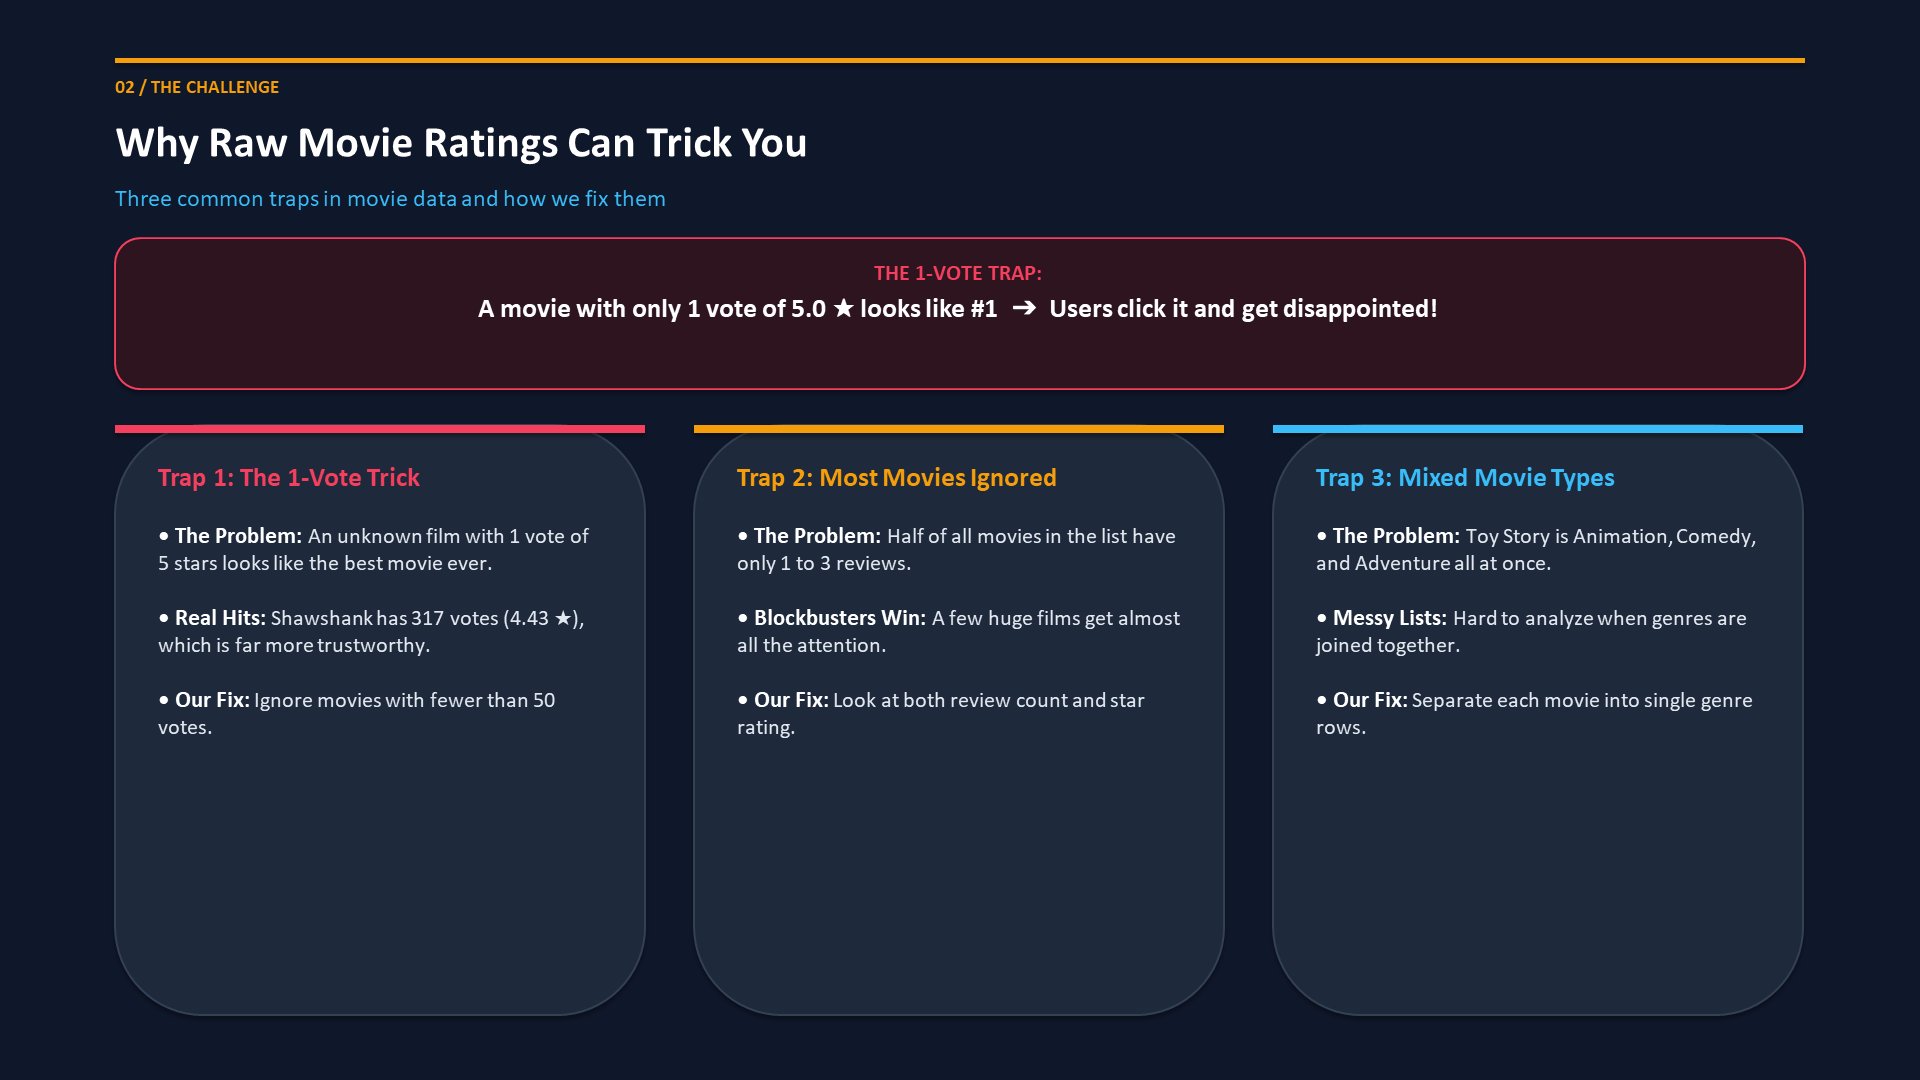 02 / THE CHALLENGE
Why Raw Movie Ratings Can Trick You
Three common traps in movie data and how we fix them
THE 1-VOTE TRAP:
A movie with only 1 vote of 5.0 ★ looks like #1 ➔ Users click it and get disappointed!
Trap 1: The 1-Vote Trick
• The Problem: An unknown film with 1 vote of
5 stars looks like the best movie ever.
• Real Hits: Shawshank has 317 votes (4.43 ★),
which is far more trustworthy.
• Our Fix: Ignore movies with fewer than 50
votes.
Trap 2: Most Movies Ignored
• The Problem: Half of all movies in the list have
only 1 to 3 reviews.
• Blockbusters Win: A few huge films get almost
all the attention.
• Our Fix: Look at both review count and star
rating.
Trap 3: Mixed Movie Types
• The Problem: Toy Story is Animation, Comedy,
and Adventure all at once.
• Messy Lists: Hard to analyze when genres are
joined together.
• Our Fix: Separate each movie into single genre
rows.